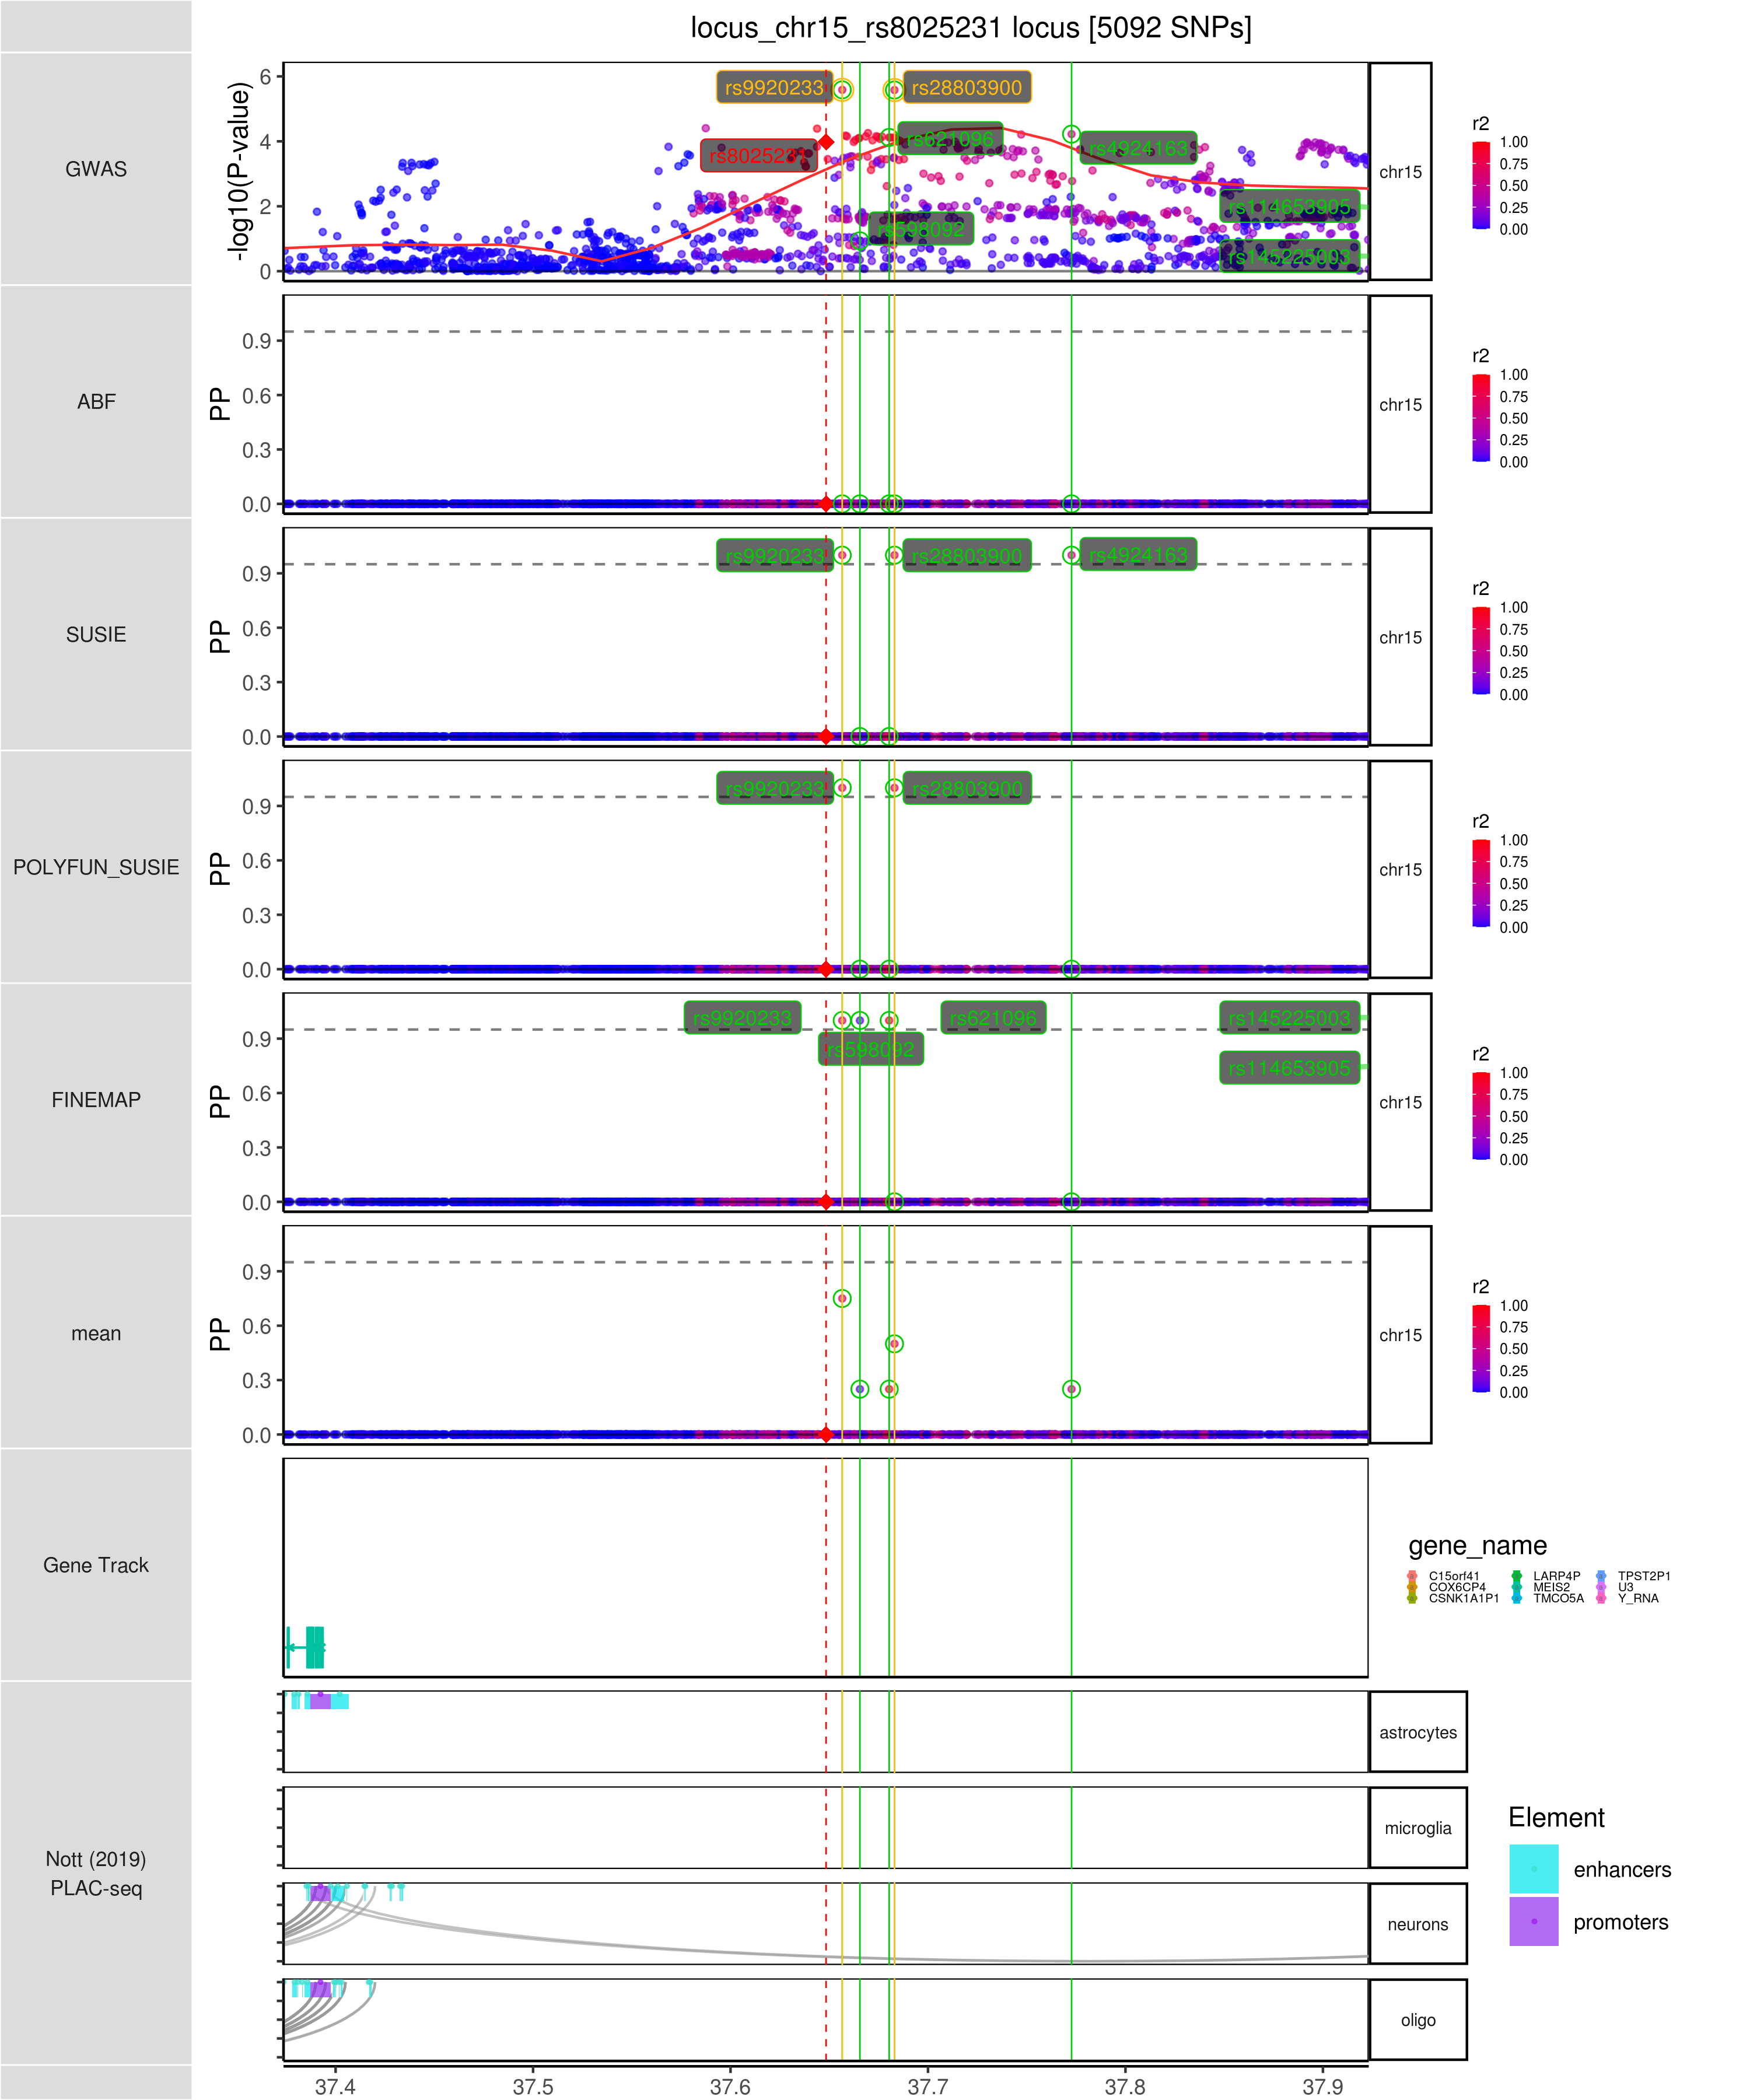 locus_chr15_rs8025231 locus [5092 SNPs]
GWAS
-log10(P-value)
6
4
2
0
rs9920233
rs28803900
rs8025231
rs621096
rs4924163
rs598092
rs114653905
rs145225003
chr15
r2
1.00
0.75
0.50
0.25
0.00
ABF
PP
0.9
0.6
0.3
0.0
chr15
r2
1.00
0.75
0.50
0.25
0.00
SUSIE
PP
0.9
0.6
0.3
0.0
rs9920233
rs28803900
rs4924163
chr15
r2
1.00
0.75
0.50
0.25
0.00
POLYFUN_SUSIE
PP
0.9
0.6
0.3
0.0
rs9920233
rs28803900
chr15
r2
1.00
0.75
0.50
0.25
0.00
FINEMAP
PP
0.9
0.6
0.3
0.0
rs9920233
rs621096
rs145225003
rs598092
rs114653905
chr15
r2
1.00
0.75
0.50
0.25
0.00
mean
PP
0.9
0.6
0.3
0.0
chr15
r2
1.00
0.75
0.50
0.25
0.00
Gene Track
gene_name
C15orf41 LARP4P TPST2P1
COX6CP4 MEIS2 U3
CSNK1A1P1 TMCO5A Y_RNA
Nott (2019)
PLAC-seq
astrocytes
microglia
neurons
oligo
Element
enhancers
promoters
37.4 37.5 37.6 37.7 37.8 37.9